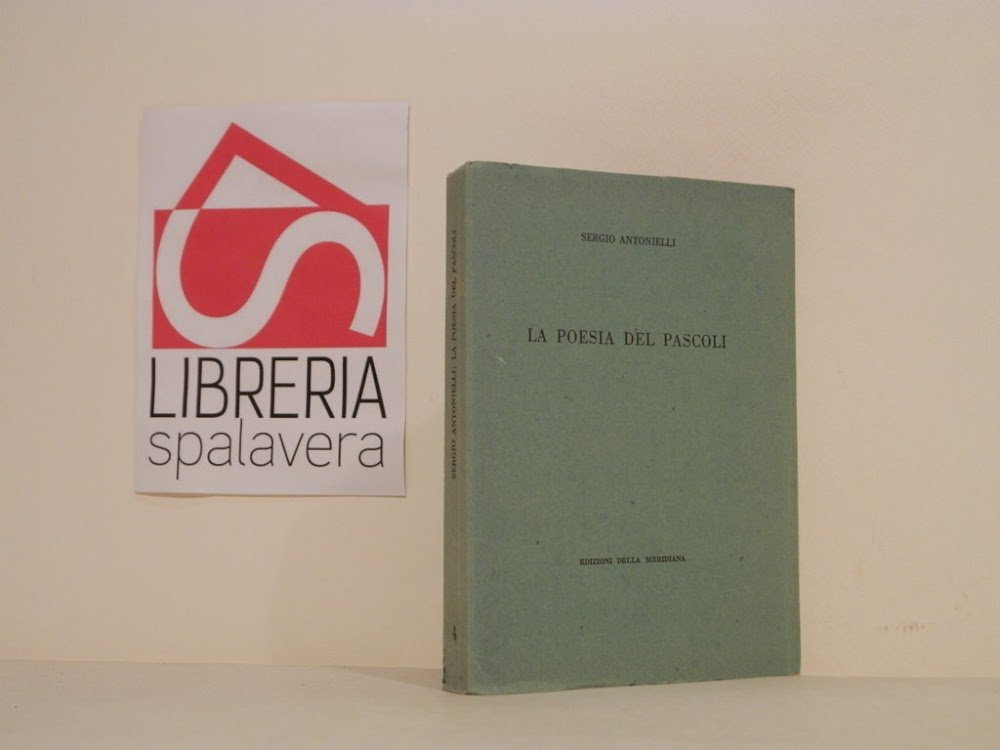 LIBRERIA
spalavera
SERGIO ANTONIELLI: LA POESIA DEL PASCOLI
4
SERGIO ANTONIELLI
LA POESIA DEL PASCOLI
EDIZIONI DELLA MERIDIANA